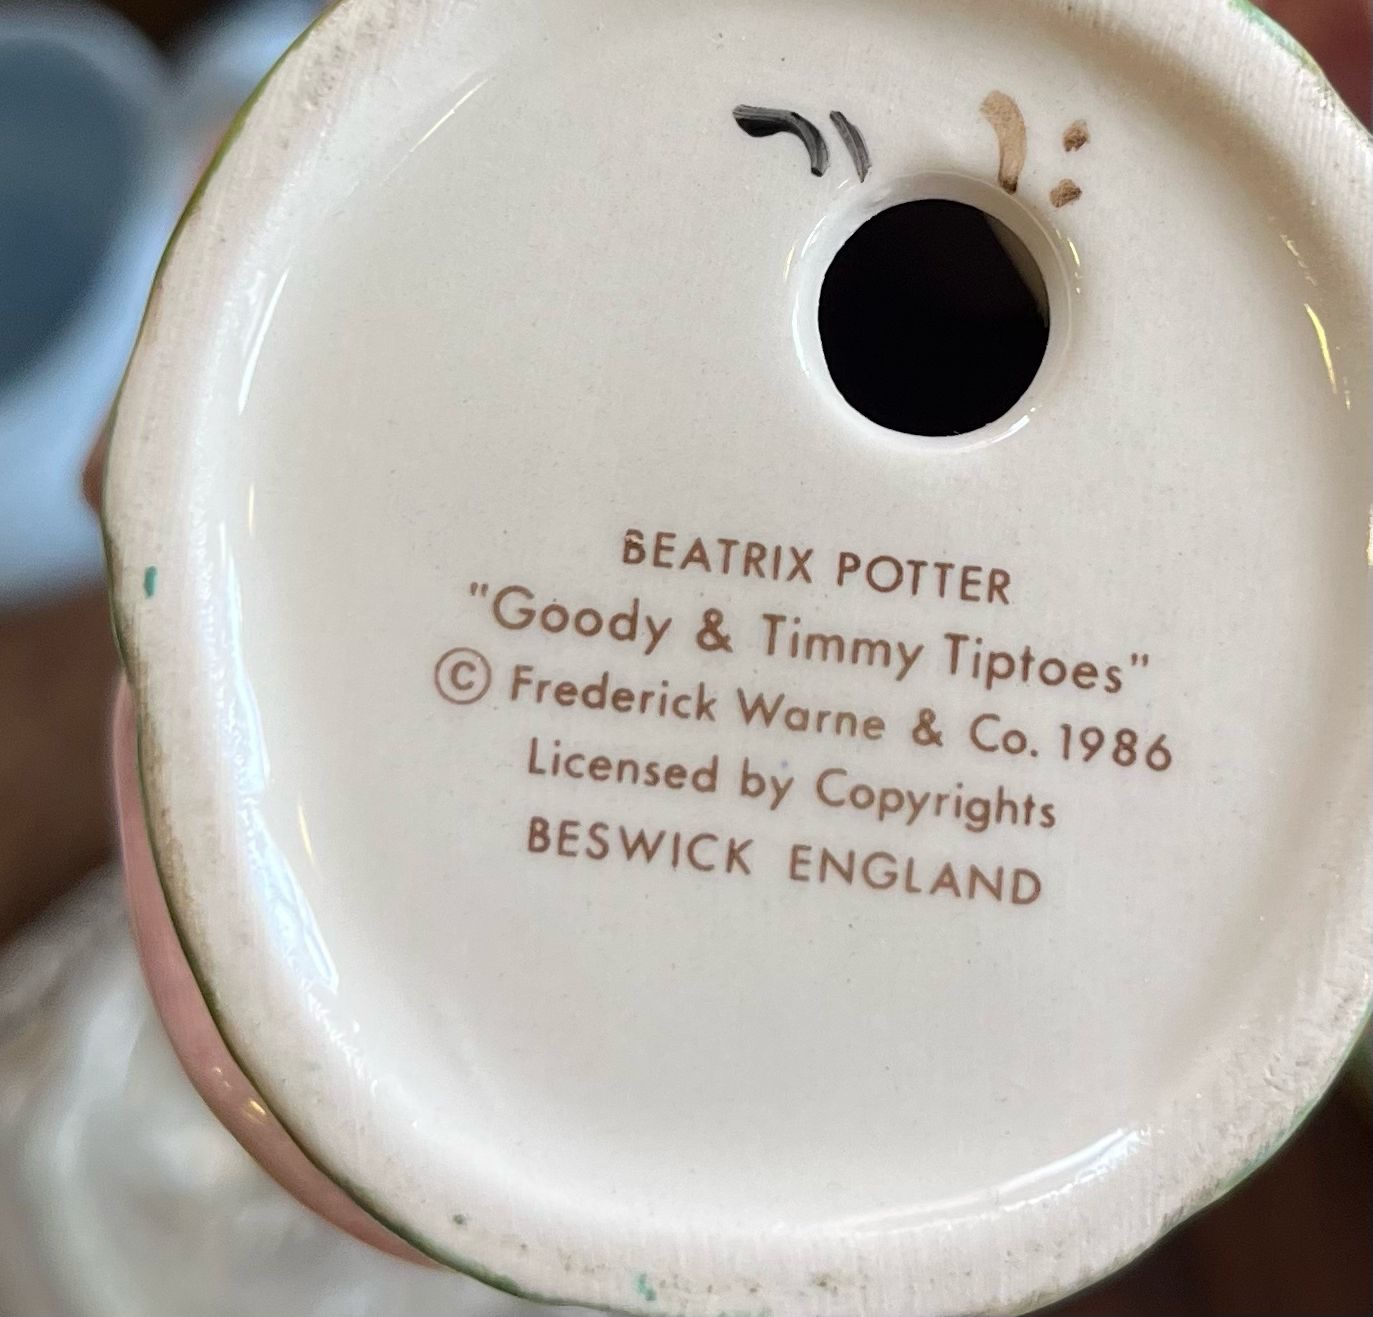 BEATRIX POTTER
"Goody & Timmy Tiptoes"
© Frederick Warne & Co. 1986
Licensed by Copyrights
BESWICK ENGLAND